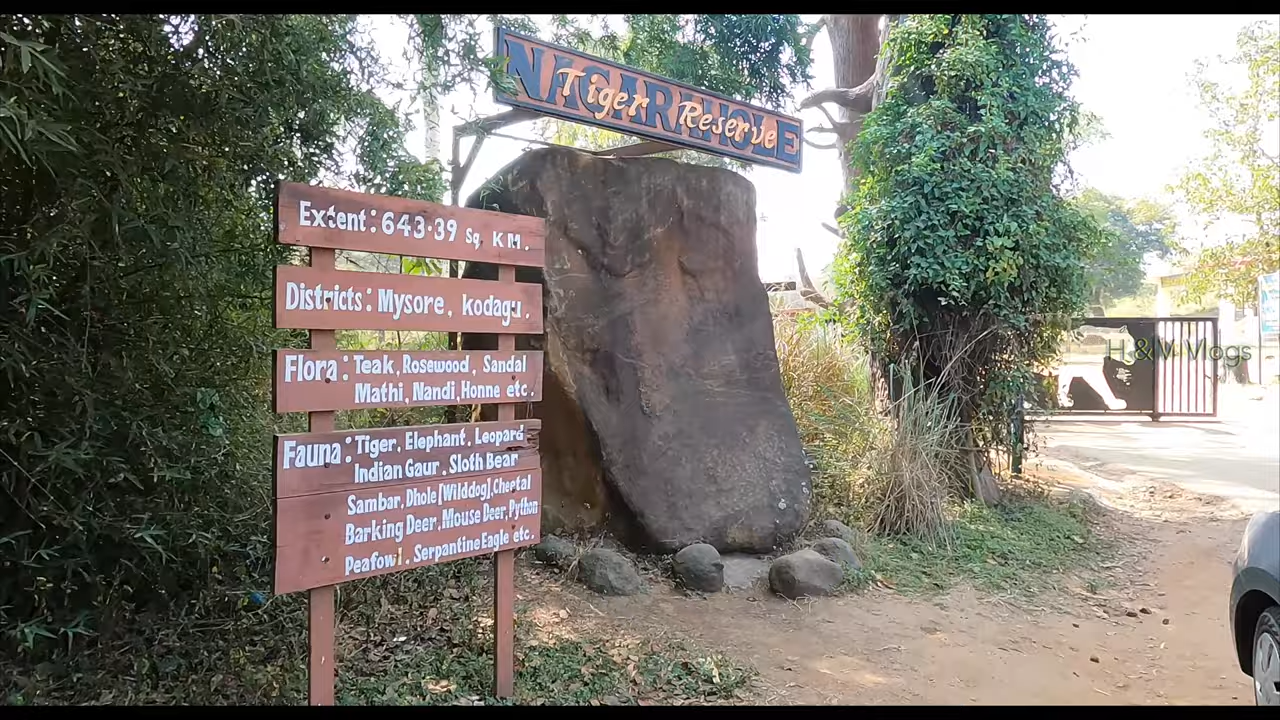 NAGARAHOLE
Tiger Reserve
Extent: 643.39 Sq. KM.
Districts: Mysore, kodagu.
Flora: Teak, Rosewood, Sandal
Mathi, Nandi, Honne etc.
Fauna: Tiger, Elephant, Leopard
Indian Gaur. Sloth Bear
Sambar, Dhole [Wilddog], Cheetal
Barking Deer, Mouse Deer, Python
Peafowl. Serpantine Eagle etc.
H &M Vlogs